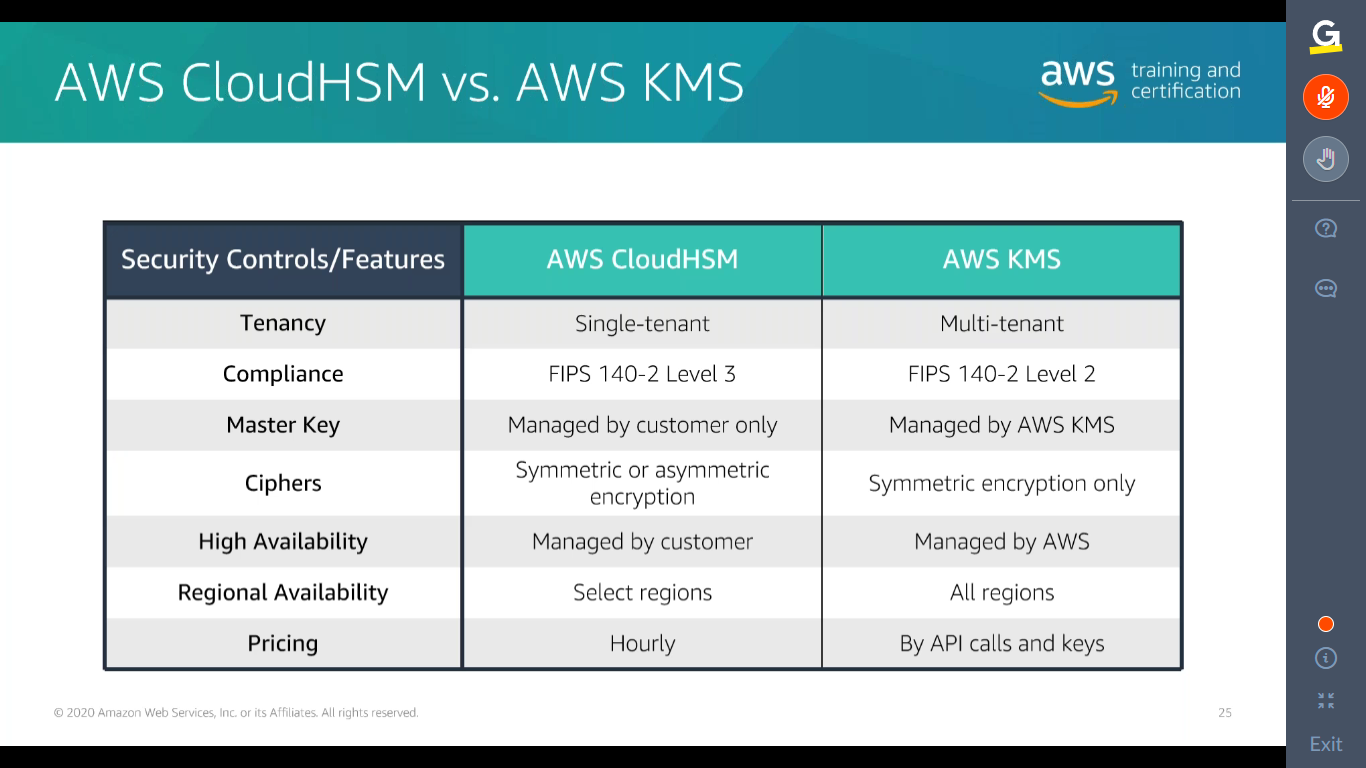 AWS CloudHSM vs. AWS KMS
aws training and
certification
G
Security Controls/Features AWS CloudHSM AWS KMS
Tenancy Single-tenant Multi-tenant
Compliance FIPS 140-2 Level 3 FIPS 140-2 Level 2
Master Key Managed by customer only Managed by AWS KMS
Ciphers Symmetric or asymmetric
encryption Symmetric encryption only
High Availability Managed by customer Managed by AWS
Regional Availability Select regions All regions
Pricing Hourly By API calls and keys
© 2020 Amazon Web Services, Inc. or its Affiliates. All rights reserved. 25
Exit